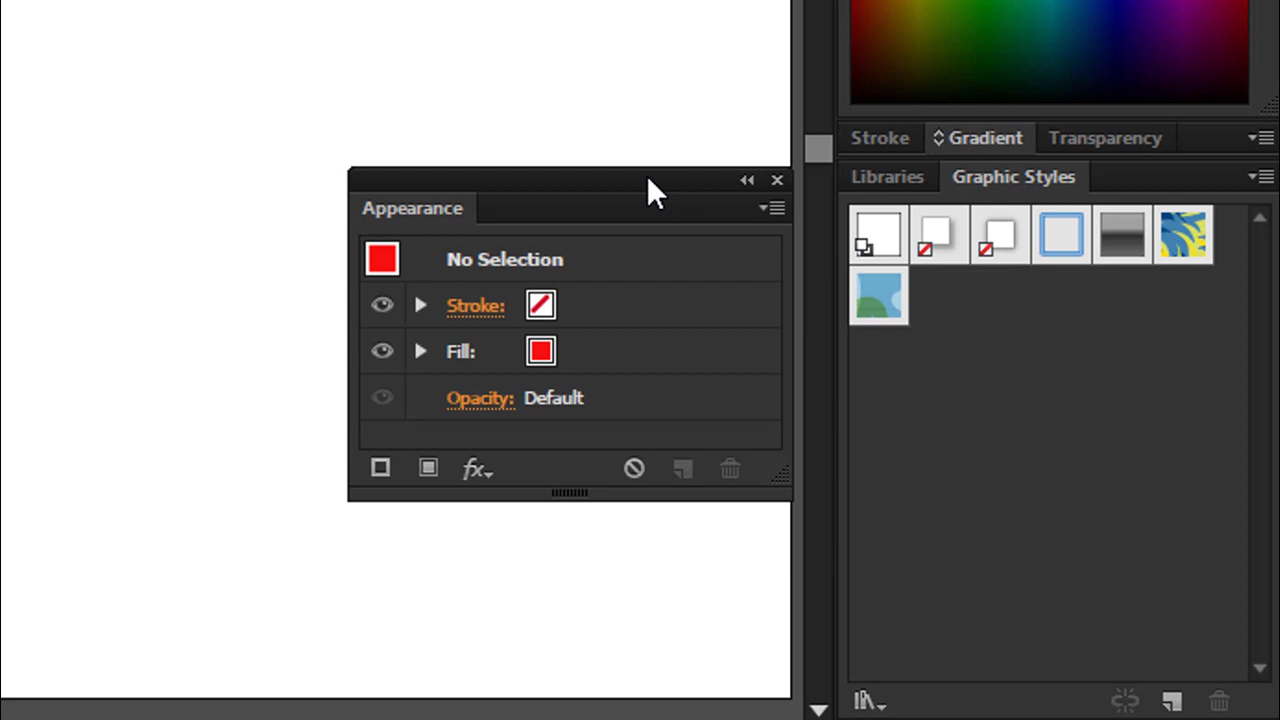 Stroke Gradient Transparency
Libraries Graphic Styles
Appearance
No Selection
Stroke:
Fill:
Opacity: Default
fx